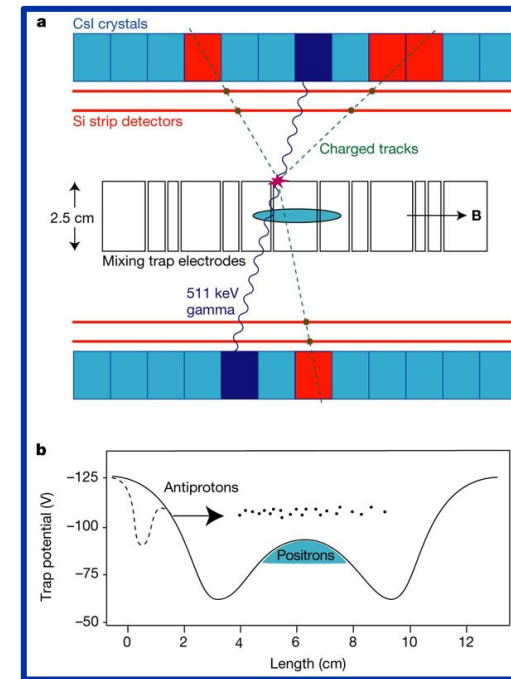 a
CsI crystals
Si strip detectors
Charged tracks
2.5 cm
B
Mixing trap electrodes
511 keV
gamma
b
Trap potential (V)
–125
–100
–75
–50
Antiprotons
Positrons
0 2 4 6 8 10 12
Length (cm)